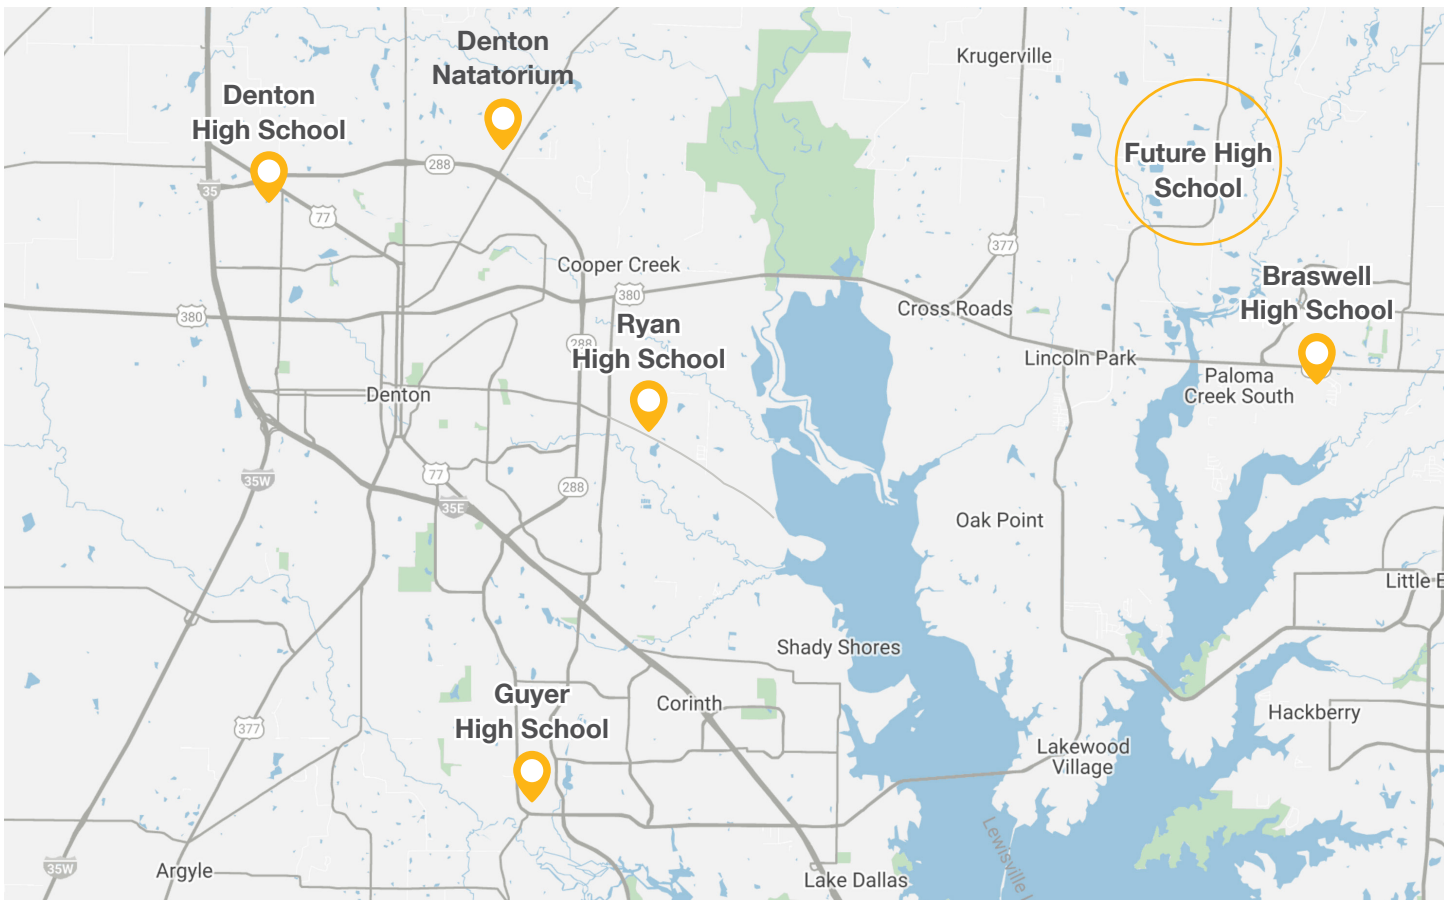 Denton
Natatorium
Krugerville
Denton
High School
Future High
School
288
35
77
377
Cooper Creek
Braswell
High School
380
380
Cross Roads
Ryan
High School
288
Lincoln Park
Paloma
Creek South
Denton
77
35W
288
35E
Oak Point
Little E
Shady Shores
Guyer
High School
Corinth
Hackberry
377
Lakewood
Village
Lewisville L
35W
Argyle
Lake Dallas